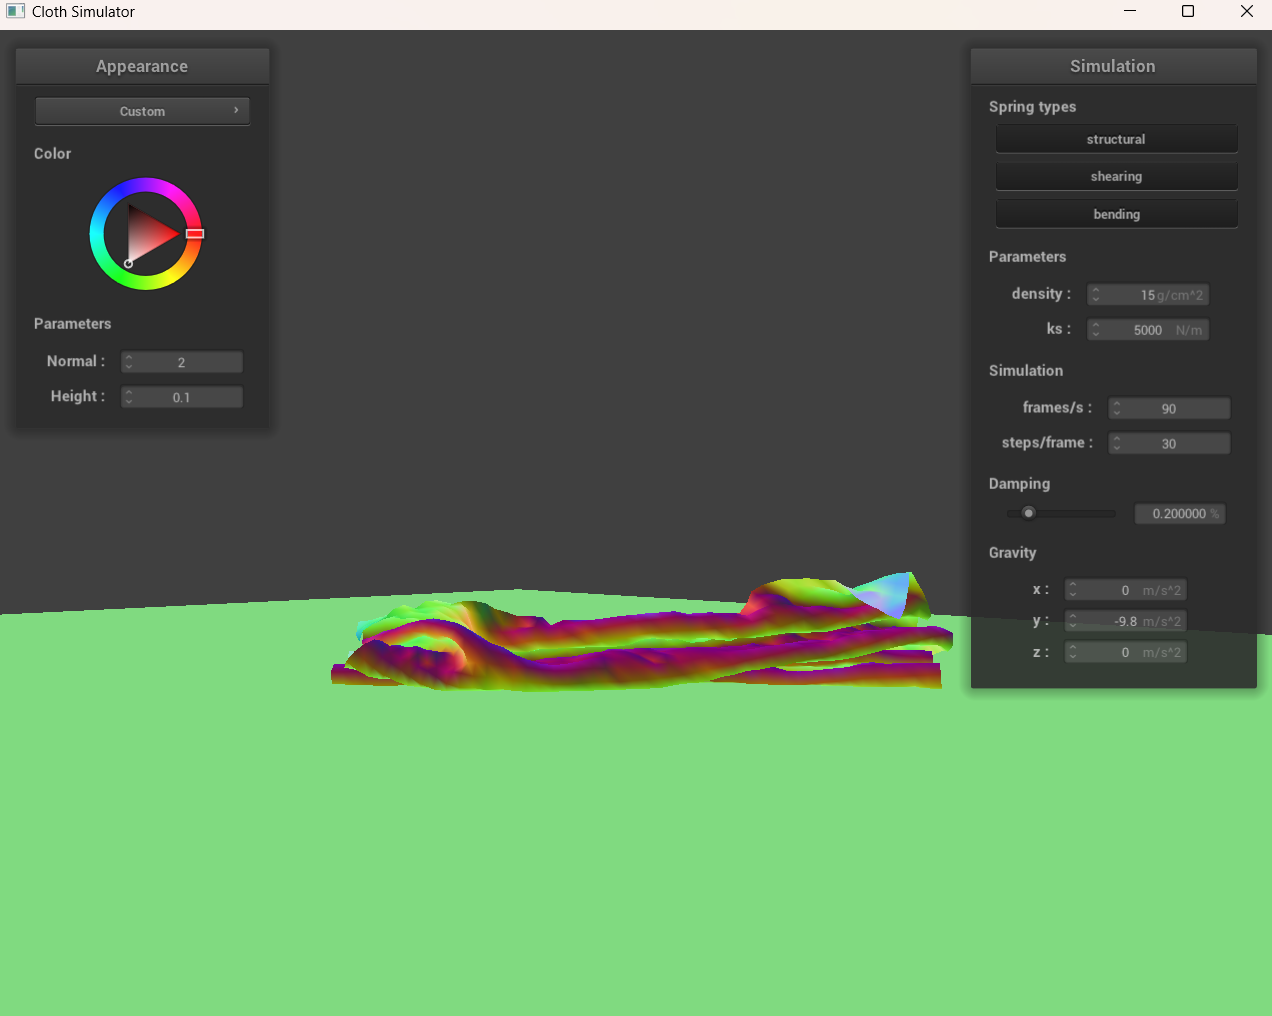 Cloth Simulator
Appearance
Custom
Color
Parameters
Normal : 2
Height : 0.1
Simulation
Spring types
structural
shearing
bending
Parameters
density : 15 g/cm^2
ks : 5000 N/m
Simulation
frames/s : 90
steps/frame : 30
Damping
0.200000 %
Gravity
x : 0 m/s^2
y : -9.8 m/s^2
z : 0 m/s^2